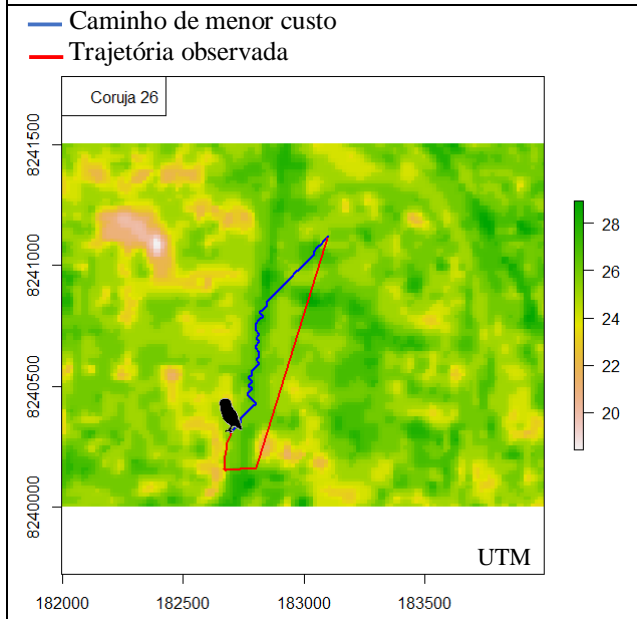 Caminho de menor custo
Trajetória observada
Coruja 26
8241500
8241000
8240500
8240000
28
26
24
22
20
UTM
182000 182500 183000 183500